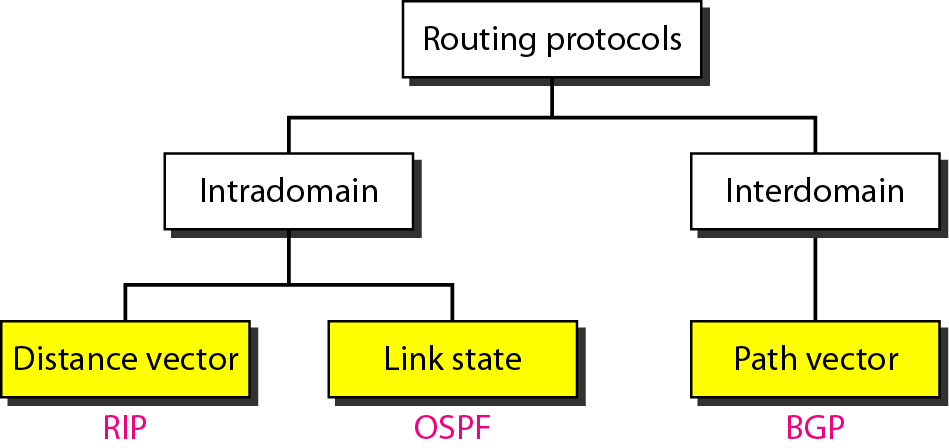 Routing protocols
Intradomain
Interdomain
Distance vector
Link state
Path vector
RIP
OSPF
BGP